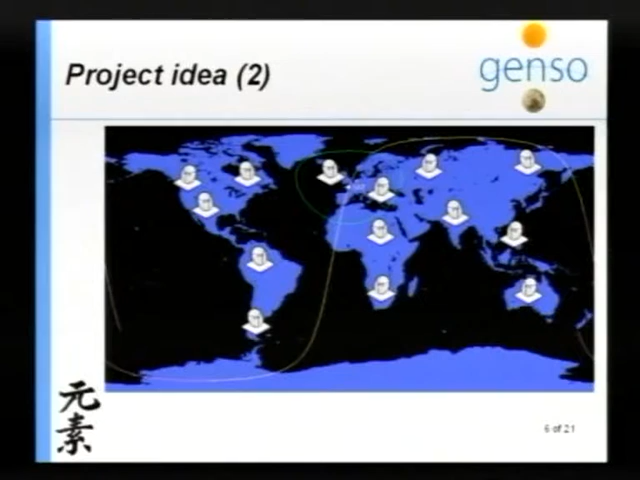 Project idea (2)
genso
元
素
6 of 21